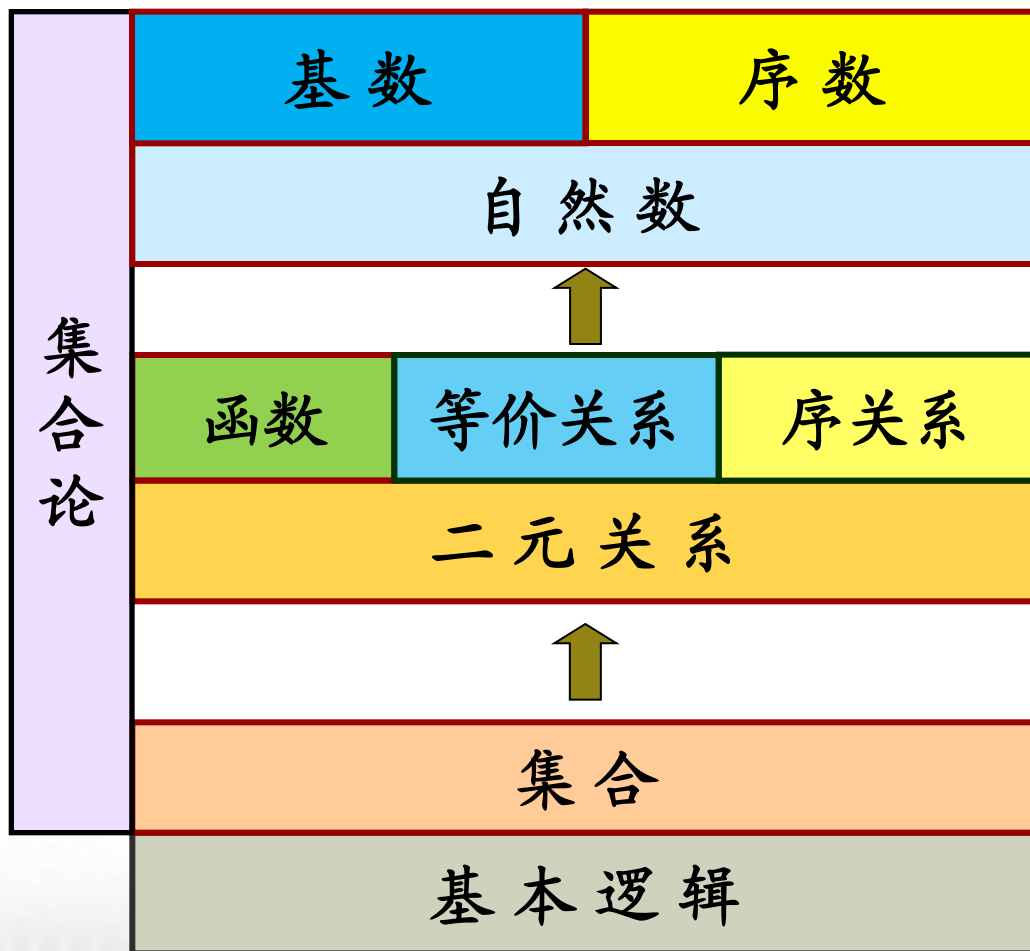 集合论
基数 序数
自然数
函数 等价关系 序关系
二元关系
集合
基本逻辑